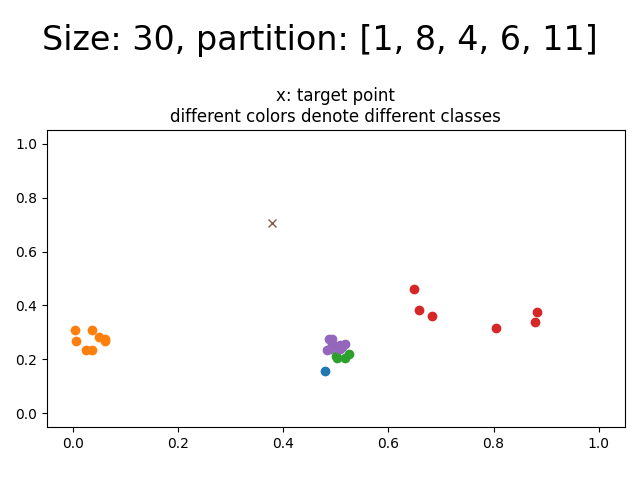 Size: 30, partition: [1, 8, 4, 6, 11]
x: target point
different colors denote different classes
1.0
0.8
0.6
0.4
0.2
0.0
0.0 0.2 0.4 0.6 0.8 1.0